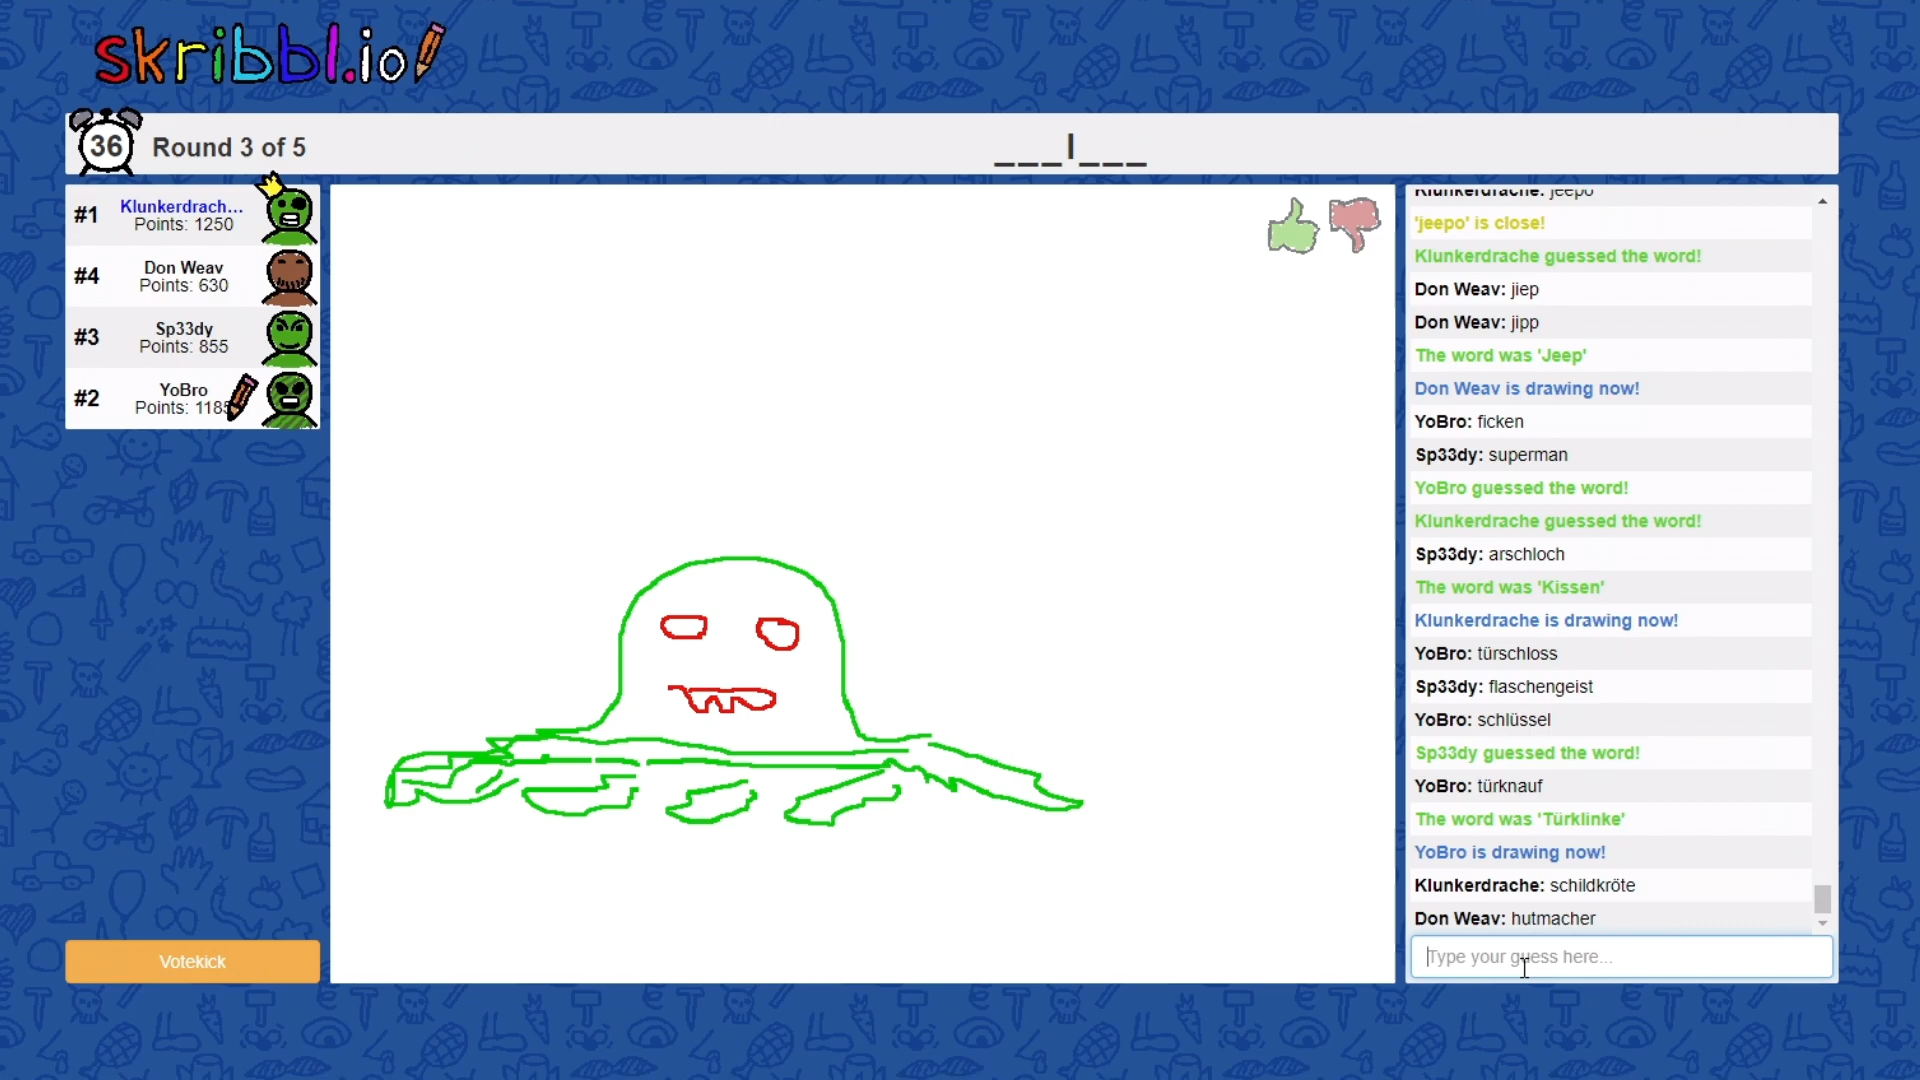 skribbl.io
36
Round 3 of 5
___l___
#1
Klunkerdrach...
Points: 1250
#4
Don Weav
Points: 630
#3
Sp33dy
Points: 855
#2
YoBro
Points: 1185
Klunkerdrache: jeepo
'jeepo' is close!
Klunkerdrache guessed the word!
Don Weav: jiep
Don Weav: jipp
The word was 'Jeep'
Don Weav is drawing now!
YoBro: ficken
Sp33dy: superman
YoBro guessed the word!
Klunkerdrache guessed the word!
Sp33dy: arschloch
The word was 'Kissen'
Klunkerdrache is drawing now!
YoBro: türschloss
Sp33dy: flaschengeist
YoBro: schlüssel
Sp33dy guessed the word!
YoBro: türknauf
The word was 'Türklinke'
YoBro is drawing now!
Klunkerdrache: schildkröte
Don Weav: hutmacher
Type your guess here...
Votekick